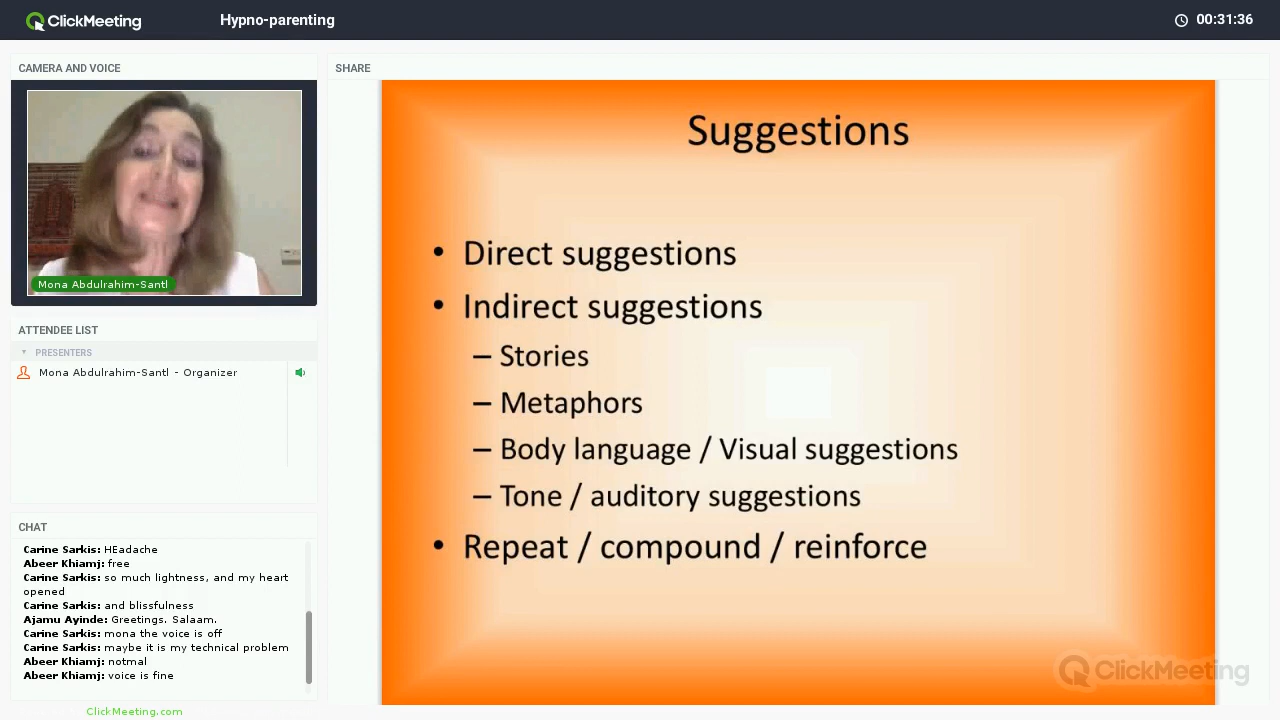 ClickMeeting
Hypno-parenting
00:31:36
CAMERA AND VOICE
Mona Abdulrahim-Santl
ATTENDEE LIST
PRESENTERS
Mona Abdulrahim-Santl - Organizer
CHAT
Carine Sarkis: HEadache
Abeer Khiamj: free
Carine Sarkis: so much lightness, and my heart
opened
Carine Sarkis: and blissfulness
Ajamu Ayinde: Greetings. Salaam.
Carine Sarkis: mona the voice is off
Carine Sarkis: maybe it is my technical problem
Abeer Khiamj: notmal
Abeer Khiamj: voice is fine
ClickMeeting.com
SHARE
Suggestions
• Direct suggestions
• Indirect suggestions
– Stories
– Metaphors
– Body language / Visual suggestions
– Tone / auditory suggestions
• Repeat / compound / reinforce
ClickMeeting